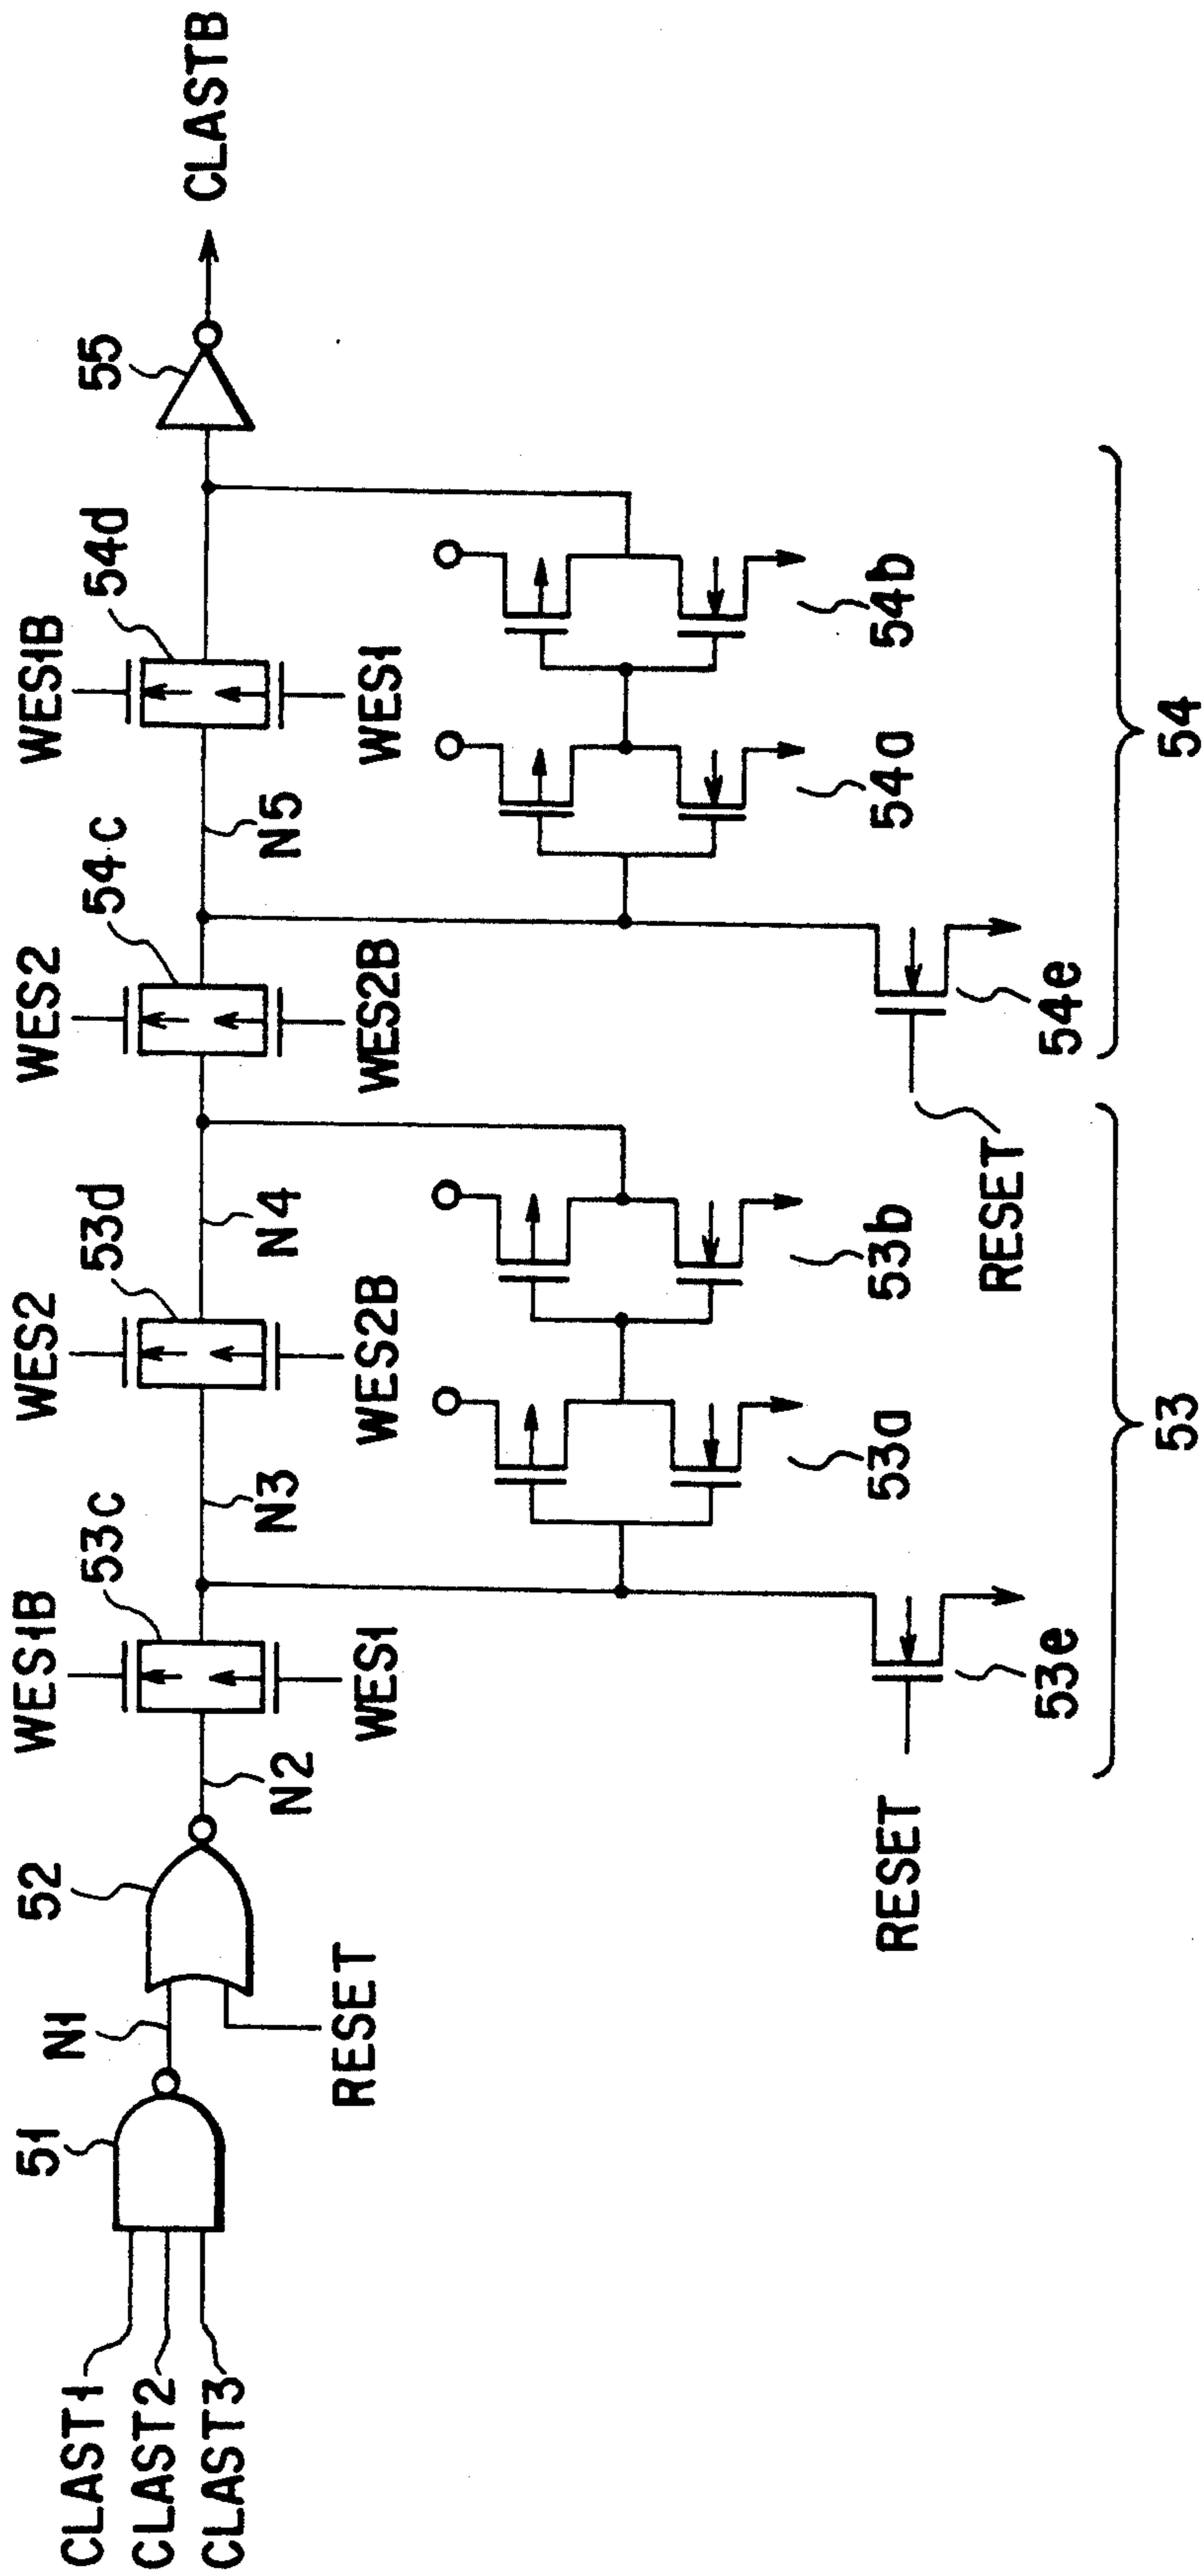 CLAST1
CLAST2
CLAST3
51
N1
RESET
52
N2
WES1B
53c
WES1
N3
WES2
53d
WES2B
N4
WES2
54c
WES2B
N5
WES1B
54d
WES1
55
CLASTB
53a
53b
54a
54b
RESET
53e
RESET
54e
53
54